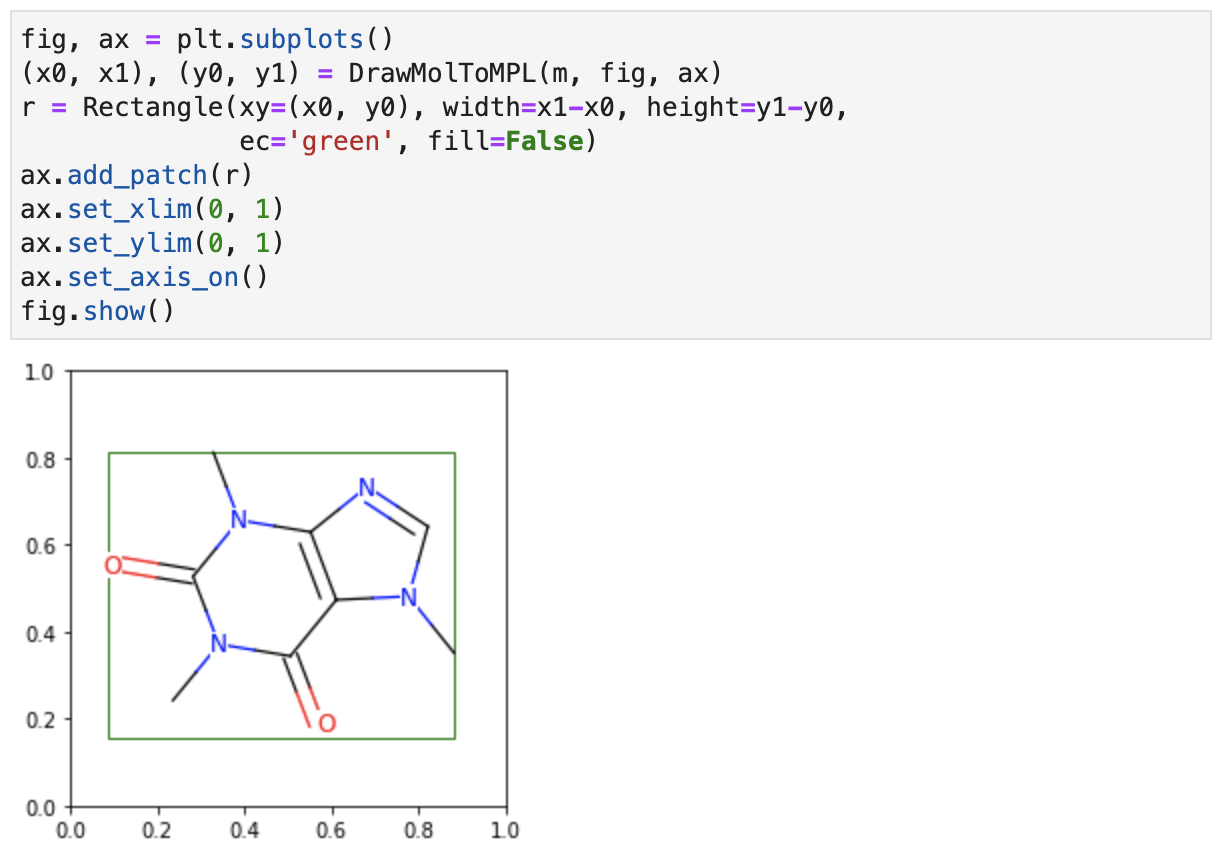 fig, ax = plt.subplots()
(x0, x1), (y0, y1) = DrawMolToMPL(m, fig, ax)
r = Rectangle(xy=(x0, y0), width=x1-x0, height=y1-y0,
              ec='green', fill=False)
ax.add_patch(r)
ax.set_xlim(0, 1)
ax.set_ylim(0, 1)
ax.set_axis_on()
fig.show()
1.0
0.8
N
N
0.6
O
N
0.4
N
0.2
O
0.0
0.0 0.2 0.4 0.6 0.8 1.0